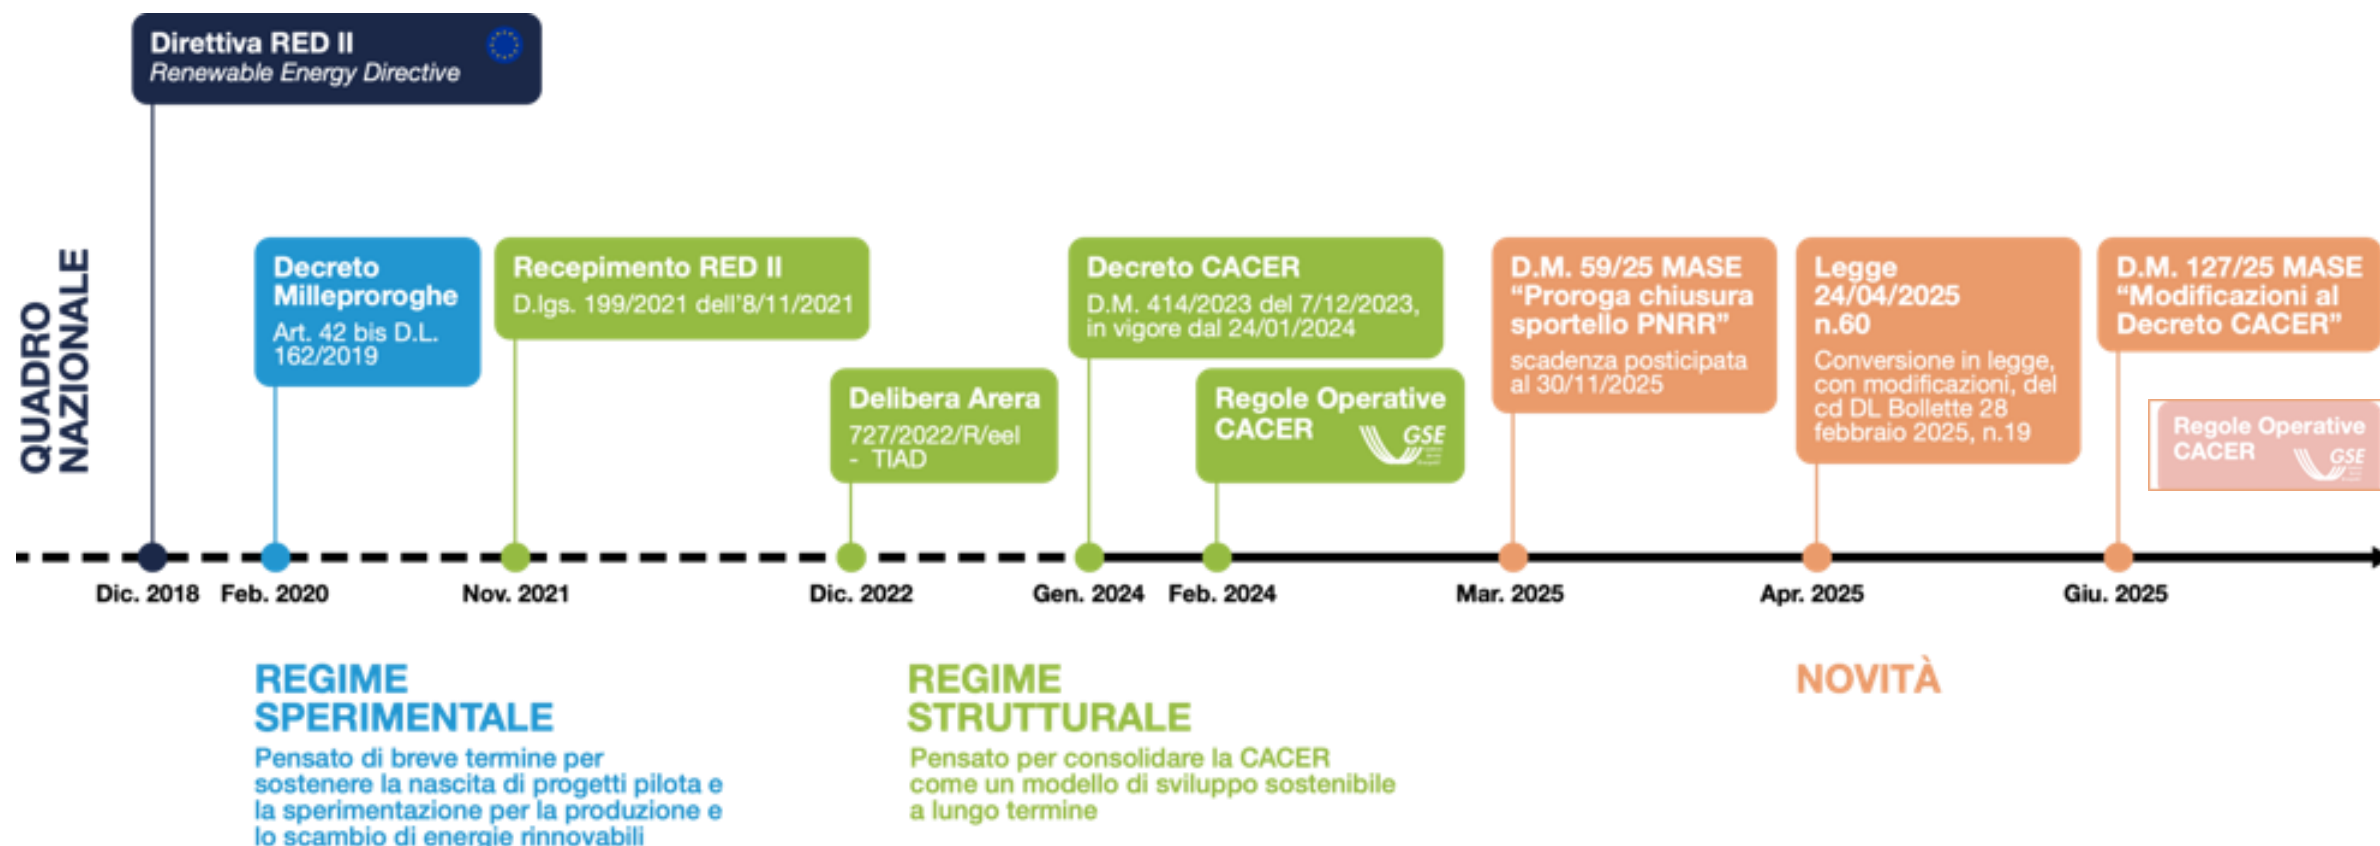 Direttiva RED II
Renewable Energy Directive
QUADRO
NAZIONALE
Decreto
Milleproroghe
Art. 42 bis D.L.
162/2019
Recepimento RED II
D.lgs. 199/2021 dell'8/11/2021
Delibera Arera
727/2022/R/eel
- TIAD
Decreto CACER
D.M. 414/2023 del 7/12/2023,
in vigore dal 24/01/2024
Regole Operative
CACER
GSE
D.M. 59/25 MASE
“Proroga chiusura
sportello PNRR”
scadenza posticipata
al 30/11/2025
Legge
24/04/2025
n.60
Conversione in legge,
con modificazioni, del
cd DL Bollette 28
febbraio 2025, n.19
D.M. 127/25 MASE
“Modificazioni al
Decreto CACER”
Regole Operative
CACER
GSE
Dic. 2018
Feb. 2020
Nov. 2021
Dic. 2022
Gen. 2024
Feb. 2024
Mar. 2025
Apr. 2025
Giu. 2025
REGIME
SPERIMENTALE
Pensato di breve termine per
sostenere la nascita di progetti pilota e
la sperimentazione per la produzione e
lo scambio di energie rinnovabili
REGIME
STRUTTURALE
Pensato per consolidare la CACER
come un modello di sviluppo sostenibile
a lungo termine
NOVITÀ